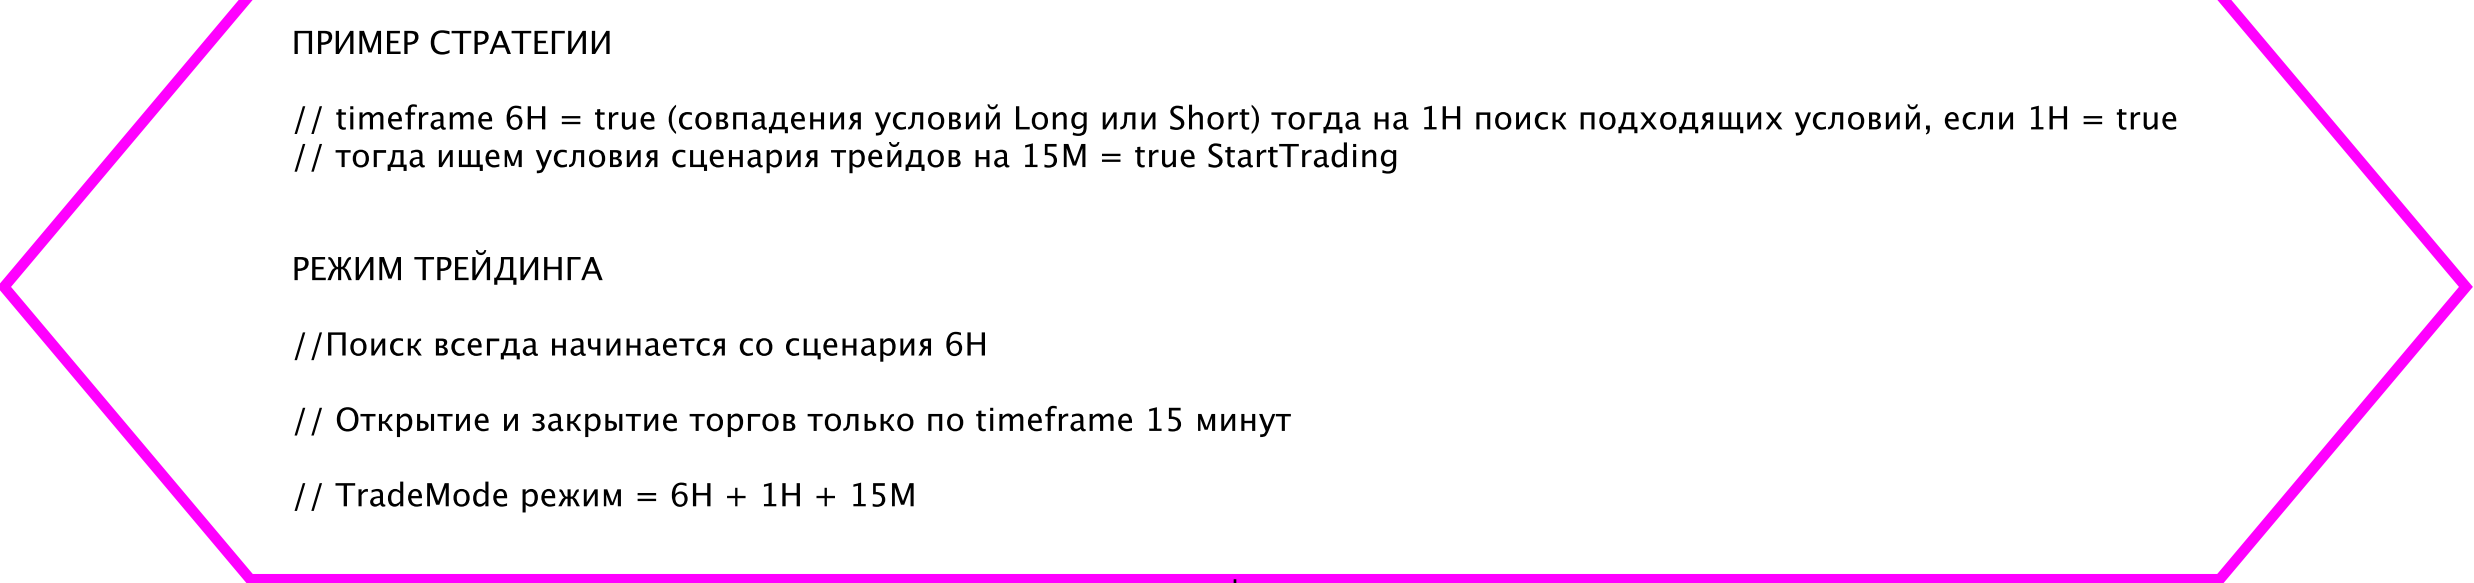 ПРИМЕР СТРАТЕГИИ
// timeframe 6H = true (совпадения условий Long или Short) тогда на 1H поиск подходящих условий, если 1H = true
// тогда ищем условия сценария трейдов на 15M = true StartTrading
РЕЖИМ ТРЕЙДИНГА
//Поиск всегда начинается со сценария 6H
// Открытие и закрытие торгов только по timeframe 15 минут
// TradeMode режим = 6H + 1H + 15M